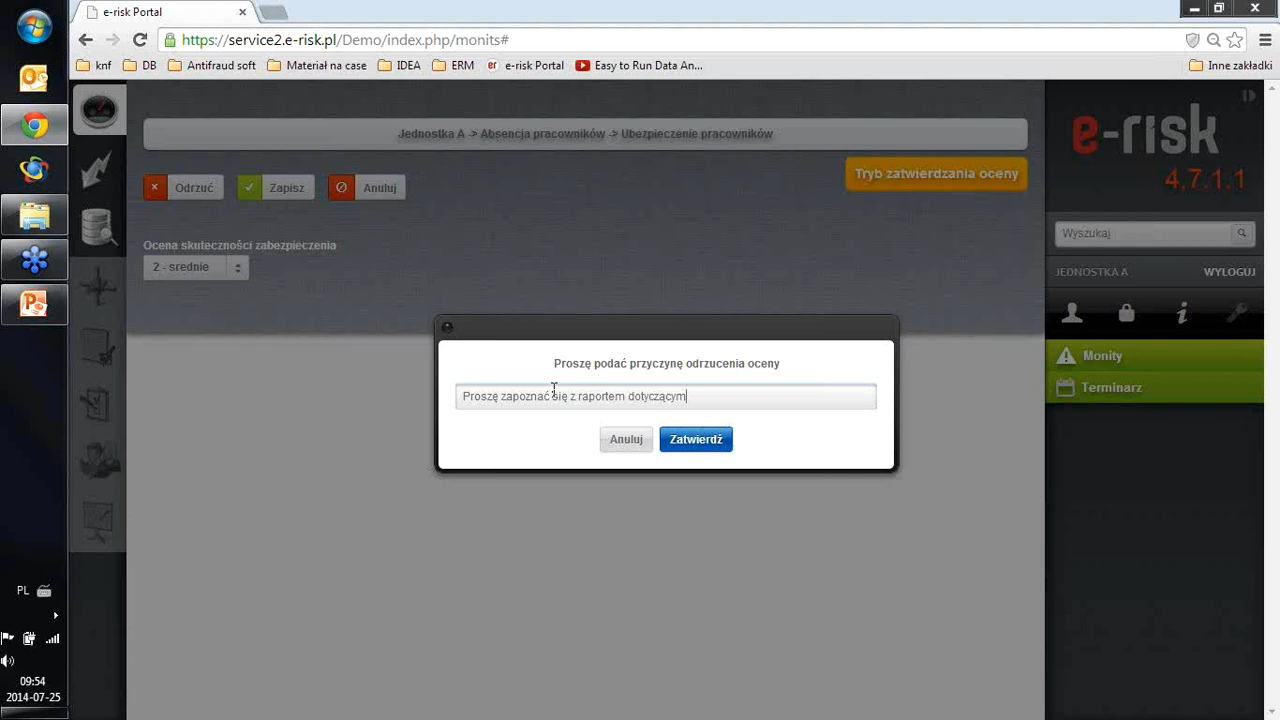 e-risk Portal
https://service2.e-risk.pl/Demo/index.php/monits#
knf
DB
Antifraud soft
Materiał na case
IDEA
ERM
er e-risk Portal
Easy to Run Data An...
Inne zakładki
Jednostka A -> Absencja pracowników -> Ubezpieczenie pracowników
Odrzuć
Zapisz
Anuluj
Tryb zatwierdzania oceny
Ocena skuteczności zabezpieczenia
2 - srednie
Proszę podać przyczynę odrzucenia oceny
Proszę zapoznać się z raportem dotyczącym
Anuluj
Zatwierdź
e-risk
4.7.1.1
Wyszukaj
JEDNOSTKA A
WYLOGUJ
Monity
Terminarz
PL
09:54
2014-07-25